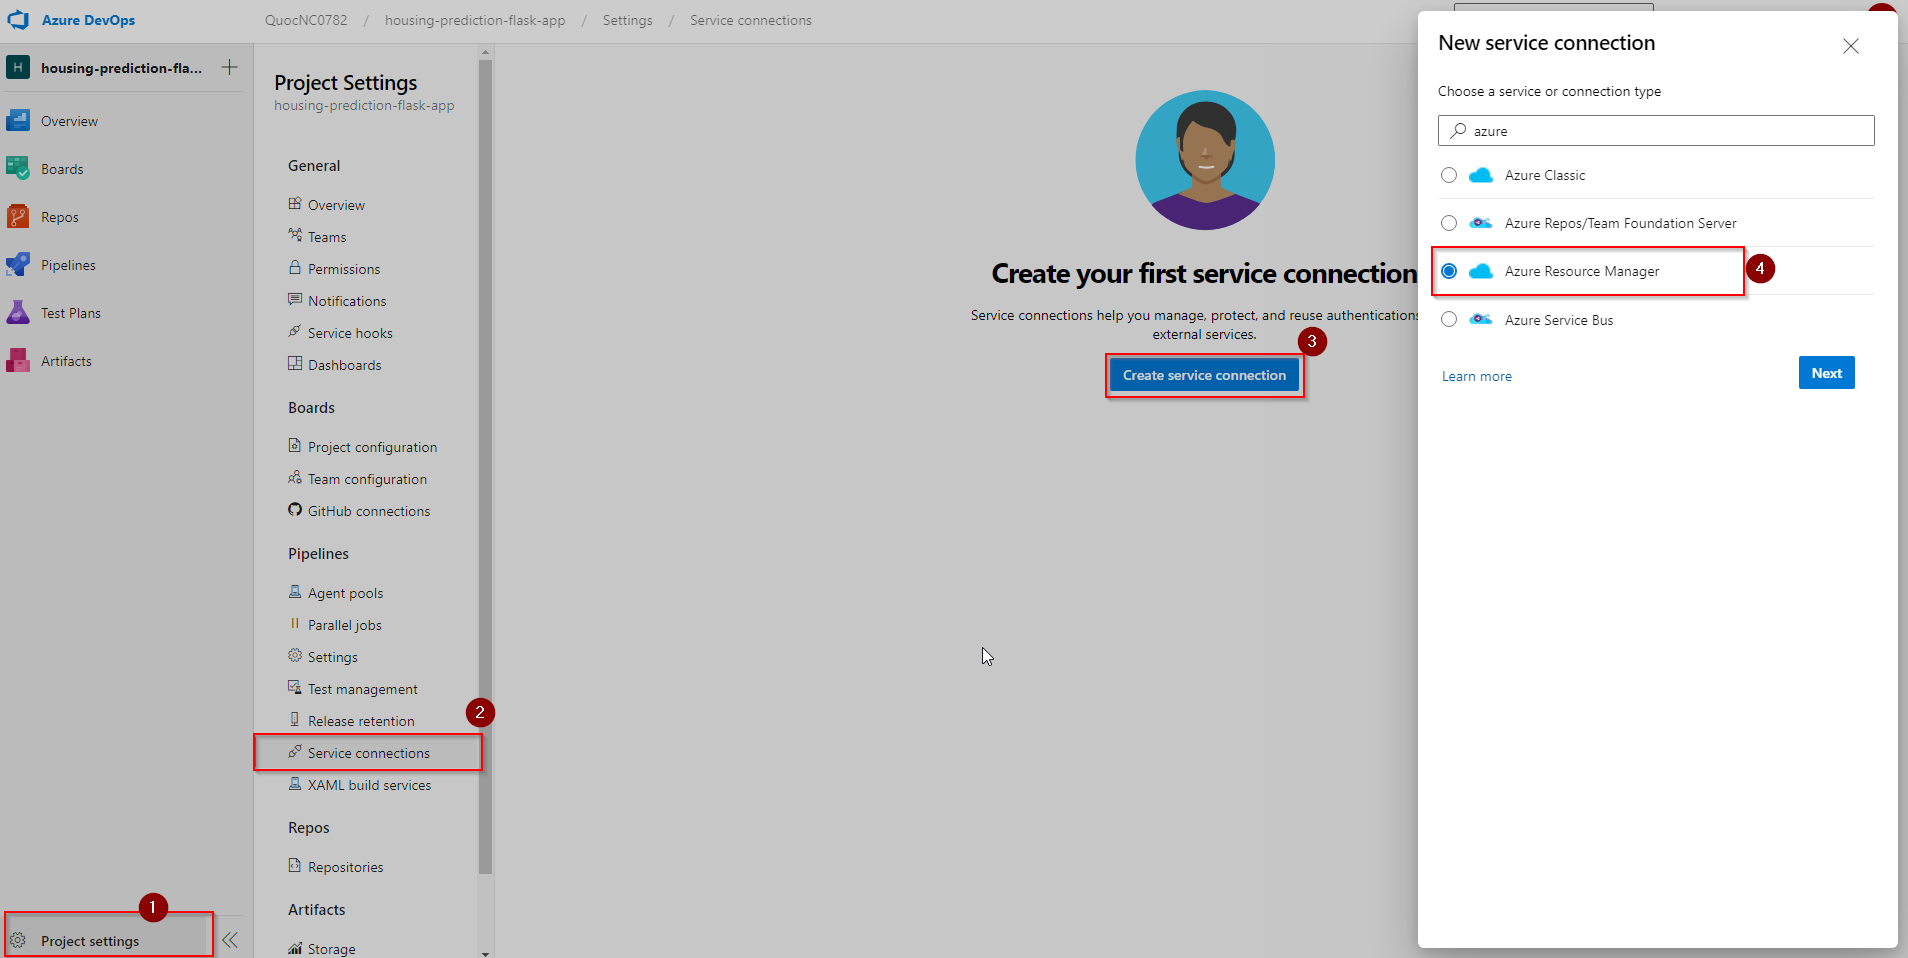 Azure DevOps
QuocNC0782 / housing-prediction-flask-app / Settings / Service connections
H housing-prediction-fla...
Overview
Boards
Repos
Pipelines
Test Plans
Artifacts
1
Project settings
Project Settings
housing-prediction-flask-app
General
Overview
Teams
Permissions
Notifications
Service hooks
Dashboards
Boards
Project configuration
Team configuration
GitHub connections
Pipelines
Agent pools
Parallel jobs
Settings
Test management
Release retention
2
Service connections
XAML build services
Repos
Repositories
Artifacts
Storage
Create your first service connection
Service connections help you manage, protect, and reuse authentications
external services.
3
Create service connection
New service connection
Choose a service or connection type
azure
Azure Classic
Azure Repos/Team Foundation Server
Azure Resource Manager
4
Azure Service Bus
Learn more
Next